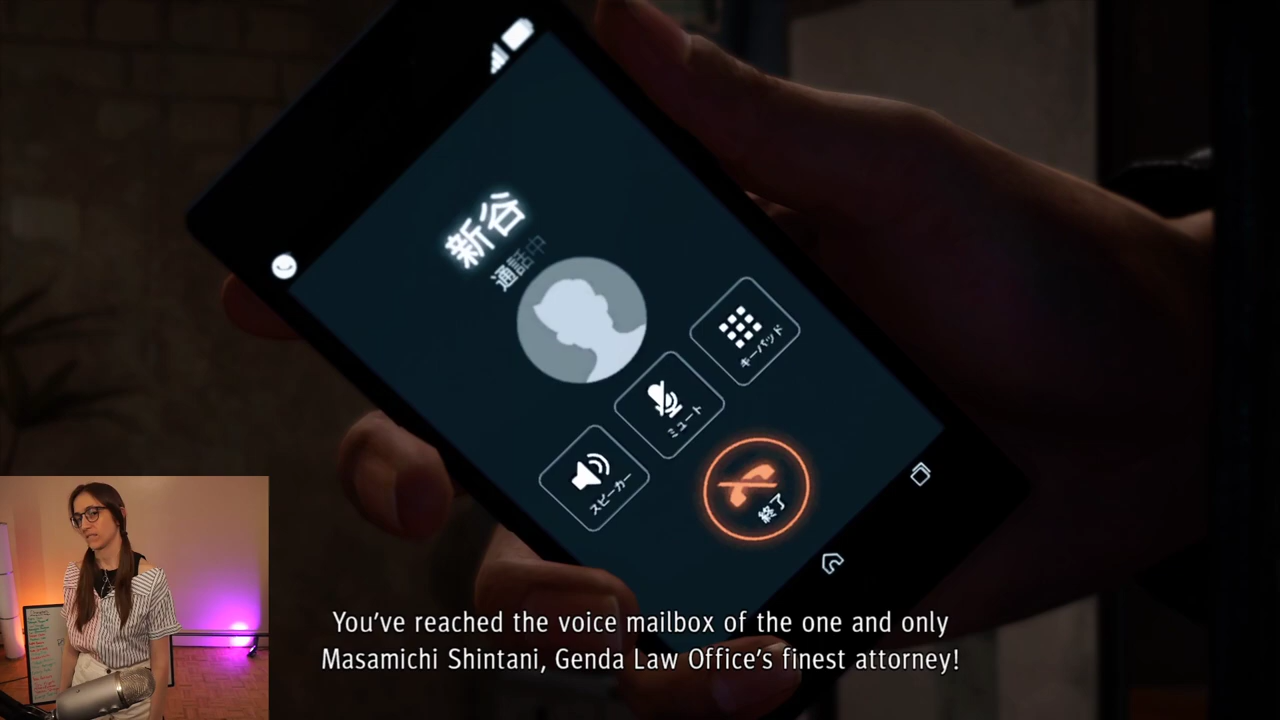 新谷
通話中
キーパッド
ミュート
スピーカー
終了
You've reached the voice mailbox of the one and only
Masamichi Shintani, Genda Law Office's finest attorney!